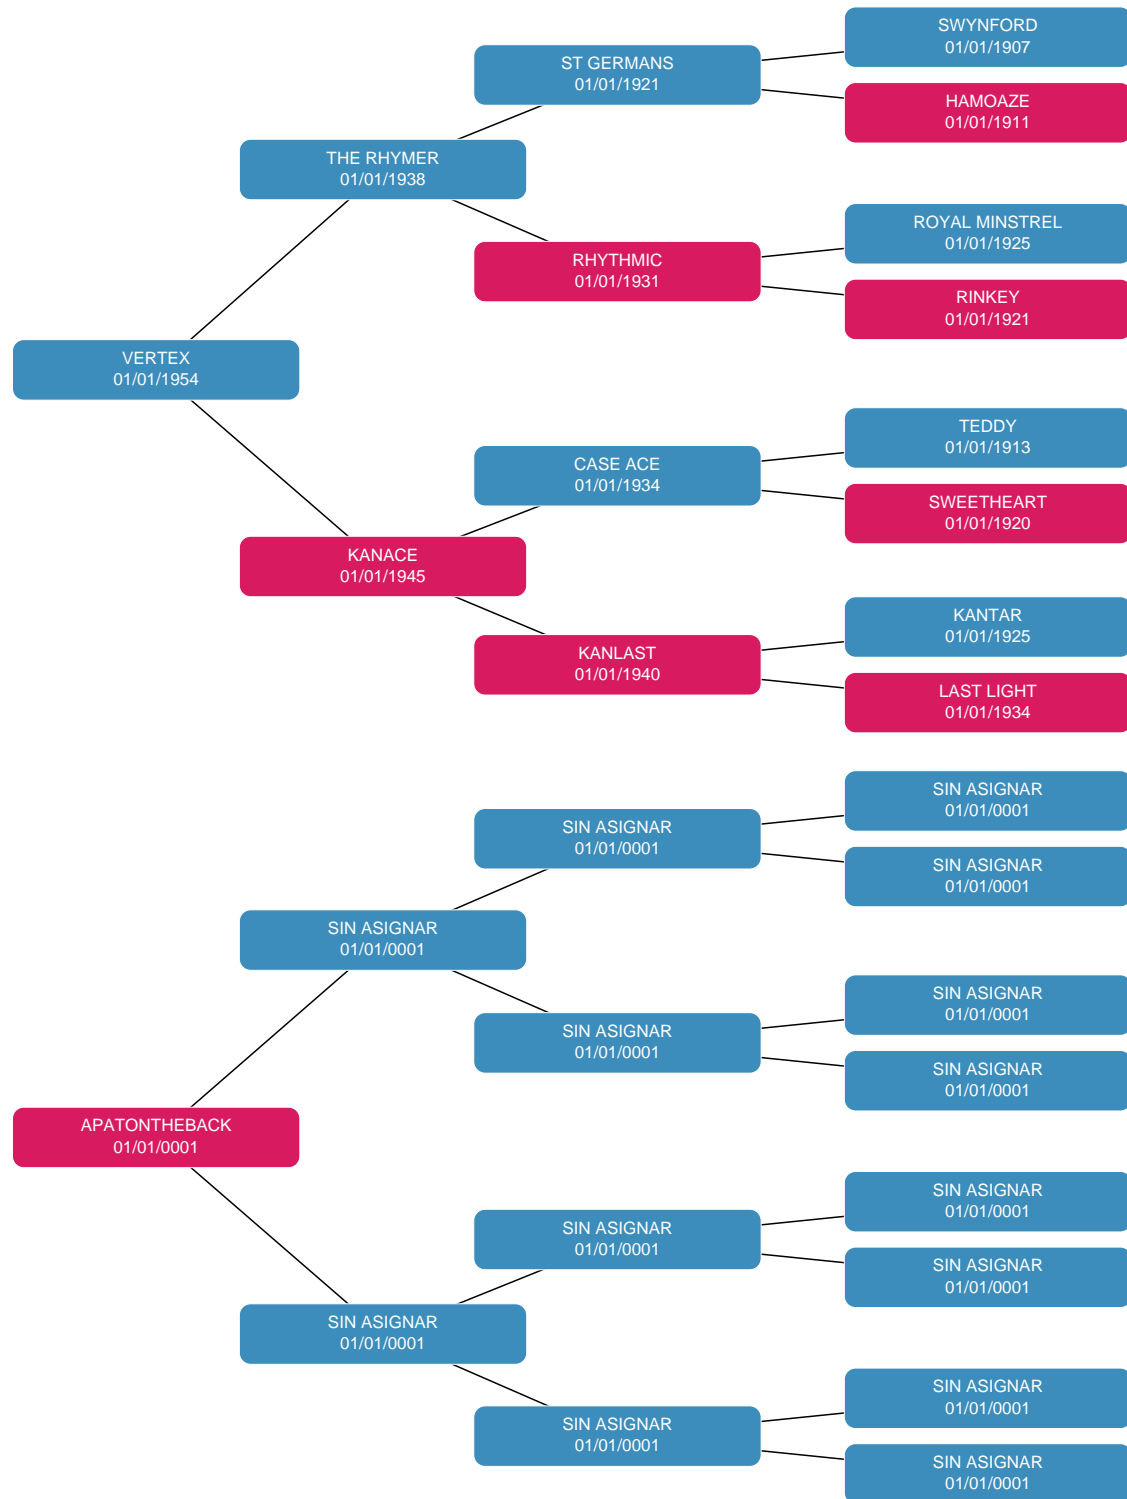 SWYNFORD
01/01/1907
ST GERMANS
01/01/1921
HAMOAZE
01/01/1911
THE RHYMER
01/01/1938
ROYAL MINSTREL
01/01/1925
RHYTHMIC
01/01/1931
RINKEY
01/01/1921
VERTEX
01/01/1954
TEDDY
01/01/1913
CASE ACE
01/01/1934
SWEETHEART
01/01/1920
KANACE
01/01/1945
KANTAR
01/01/1925
KANLAST
01/01/1940
LAST LIGHT
01/01/1934
SIN ASIGNAR
01/01/0001
SIN ASIGNAR
01/01/0001
SIN ASIGNAR
01/01/0001
SIN ASIGNAR
01/01/0001
SIN ASIGNAR
01/01/0001
SIN ASIGNAR
01/01/0001
SIN ASIGNAR
01/01/0001
APATONTHEBACK
01/01/0001
SIN ASIGNAR
01/01/0001
SIN ASIGNAR
01/01/0001
SIN ASIGNAR
01/01/0001
SIN ASIGNAR
01/01/0001
SIN ASIGNAR
01/01/0001
SIN ASIGNAR
01/01/0001
SIN ASIGNAR
01/01/0001